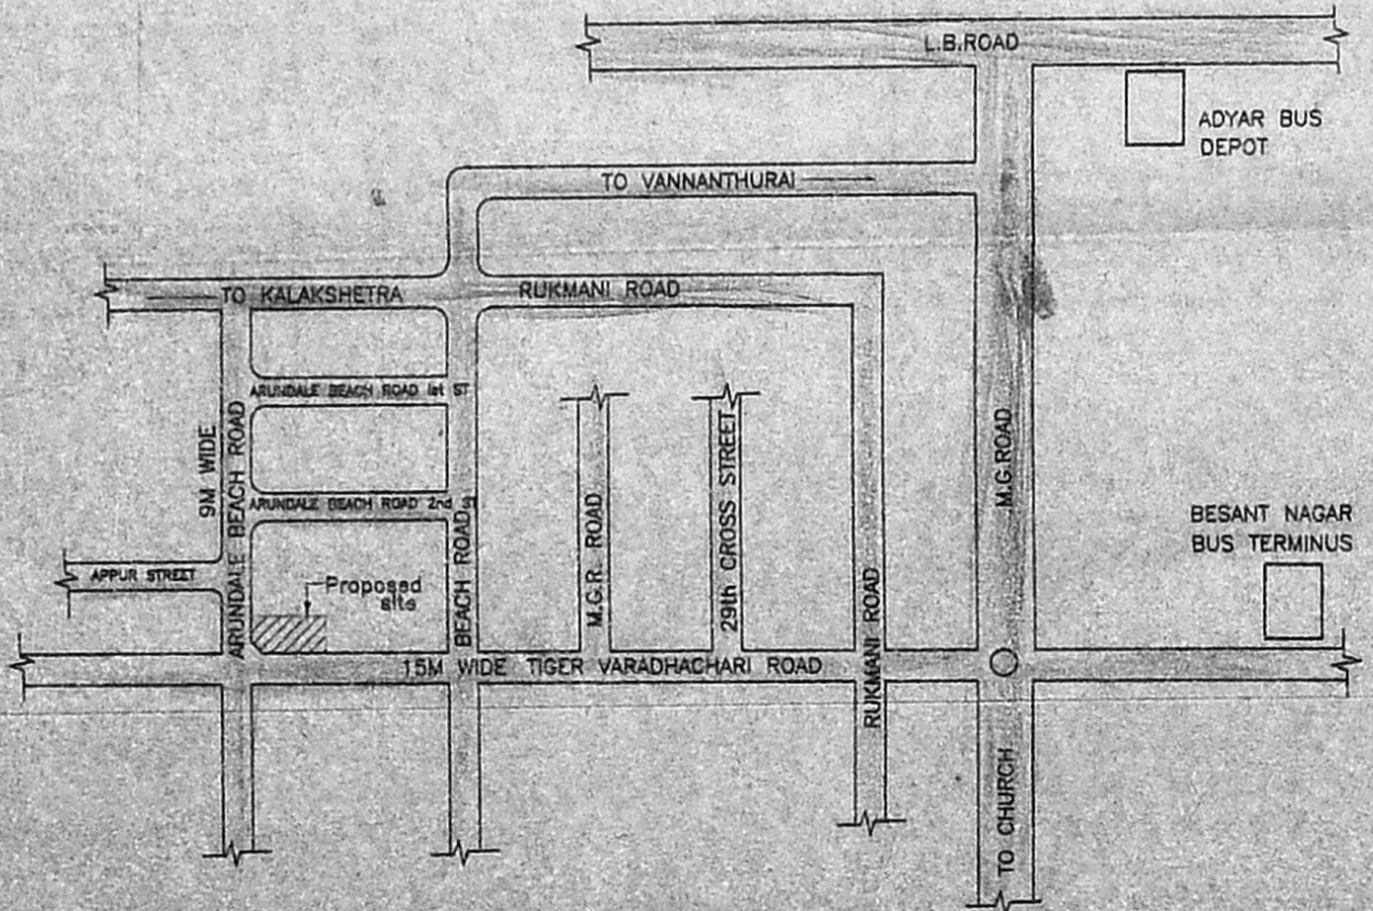 L.B.ROAD
ADYAR BUS
DEPOT
TO VANNANTHURAI
TO KALAKSHETRA
RUKMANI ROAD
ARUNDALE BEACH ROAD 1st ST
9M WIDE
ARUNDALE BEACH ROAD
ARUNDALE BEACH ROAD 2nd St
BEACH ROAD
M.G.R. ROAD
29th CROSS STREET
M.G.ROAD
BESANT NAGAR
BUS TERMINUS
APPUR STREET
Proposed
site
RUKMANI ROAD
15M WIDE TIGER VARADHACHARI ROAD
TO CHURCH